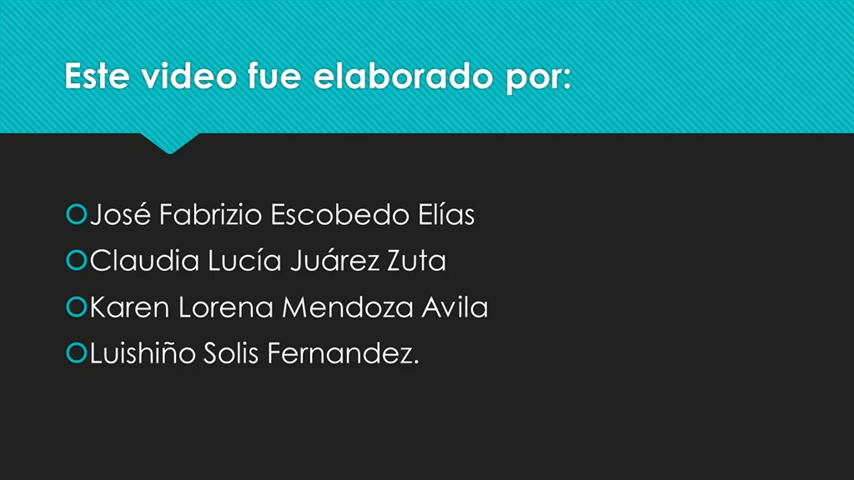 Este video fue elaborado por:
José Fabrizio Escobedo Elías
Claudia Lucía Juárez Zuta
Karen Lorena Mendoza Avila
Luishiño Solis Fernandez.